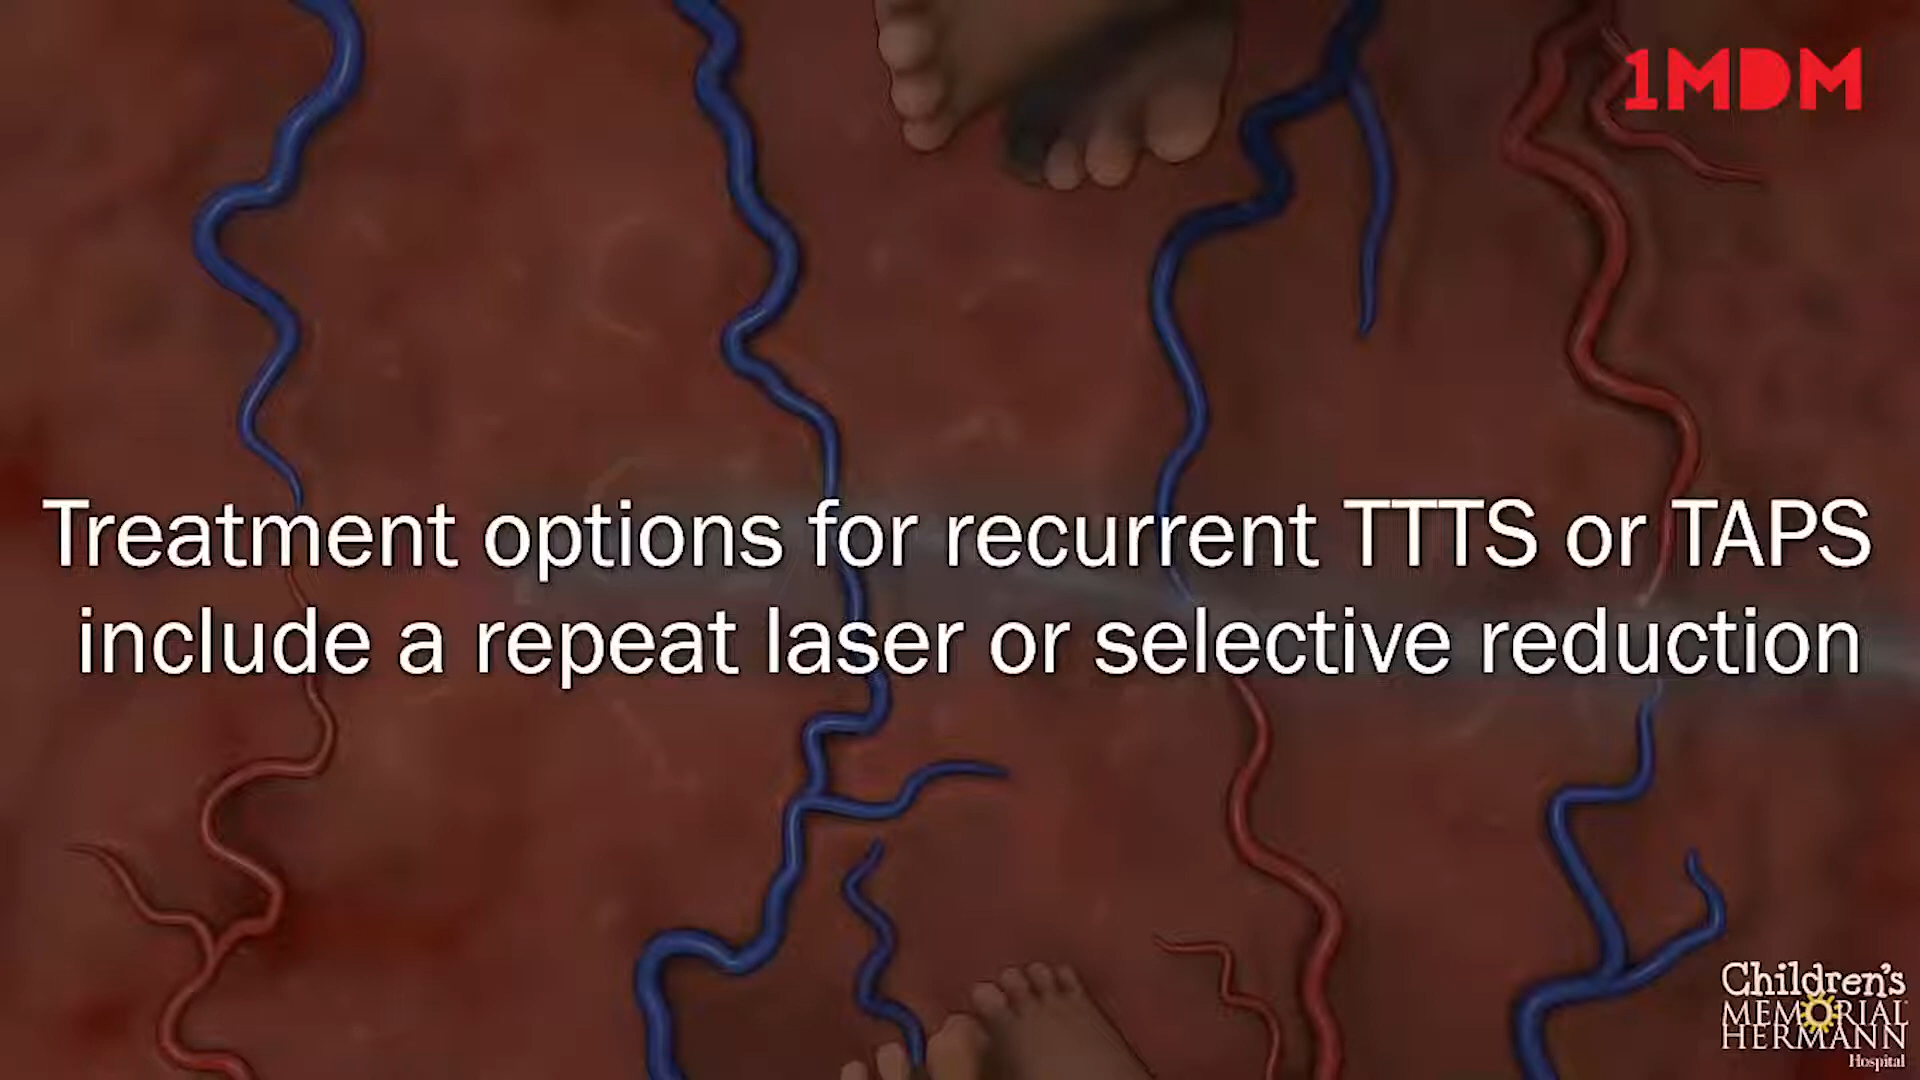 1MDM
Treatment options for recurrent TTTS or TAPS
include a repeat laser or selective reduction
Children's
MEMORIAL
HERMANN
Hospital